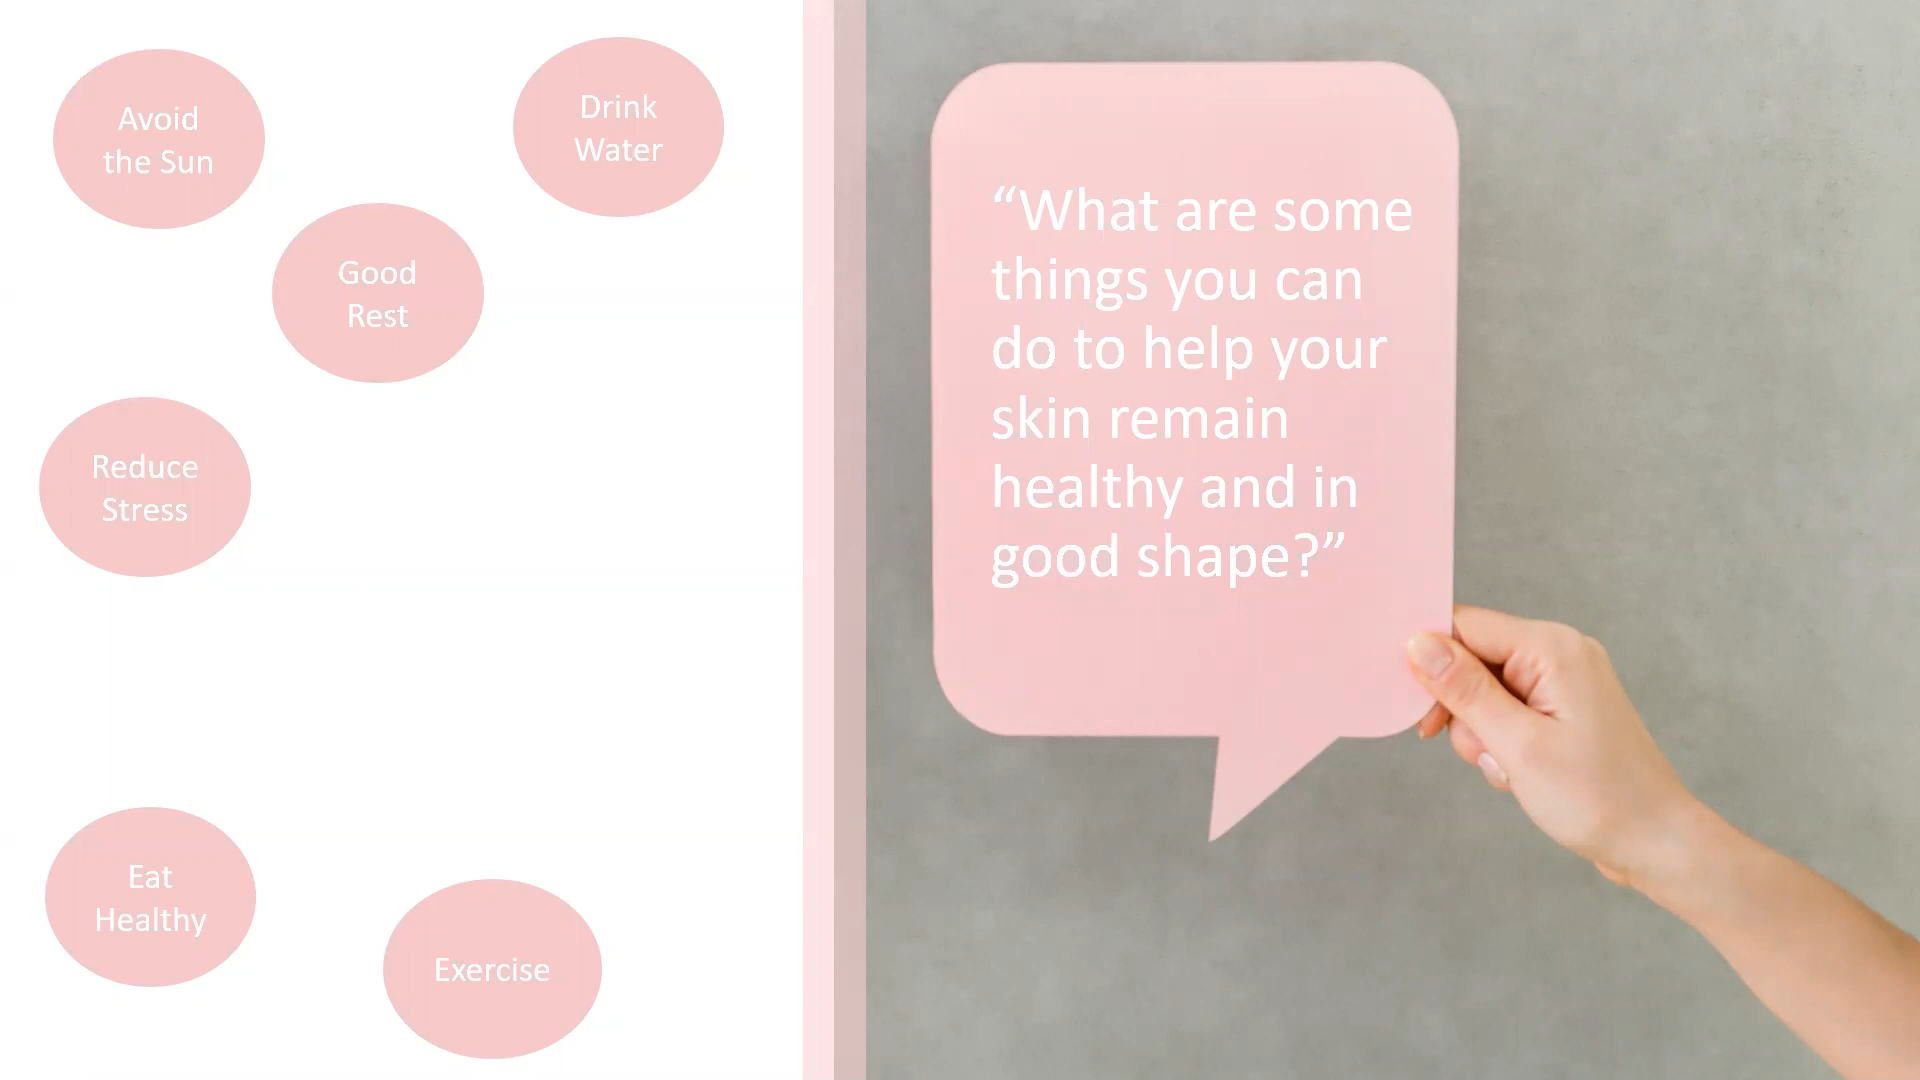 Avoid
the Sun
Drink
Water
Good
Rest
Reduce
Stress
Eat
Healthy
Exercise
“What are some
things you can
do to help your
skin remain
healthy and in
good shape?”